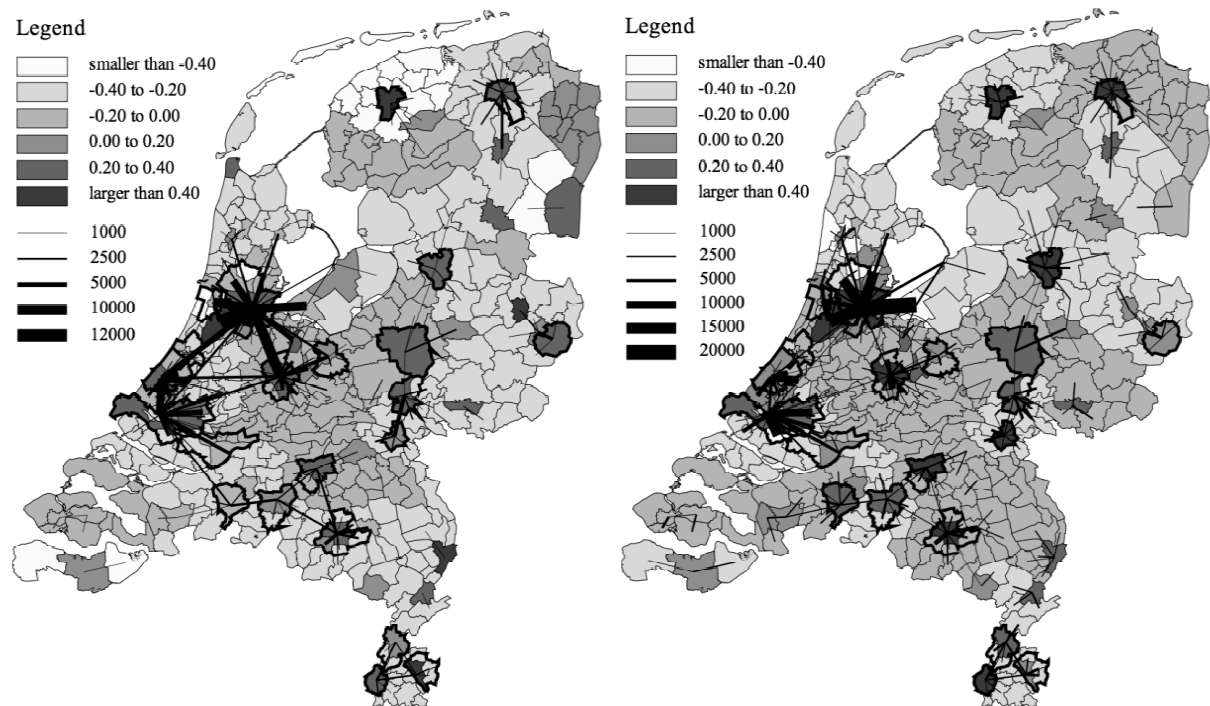 Legend
smaller than -0.40
-0.40 to -0.20
-0.20 to 0.00
0.00 to 0.20
0.20 to 0.40
larger than 0.40
1000
2500
5000
10000
12000
Legend
smaller than -0.40
-0.40 to -0.20
-0.20 to 0.00
0.00 to 0.20
0.20 to 0.40
larger than 0.40
1000
2500
5000
10000
15000
20000